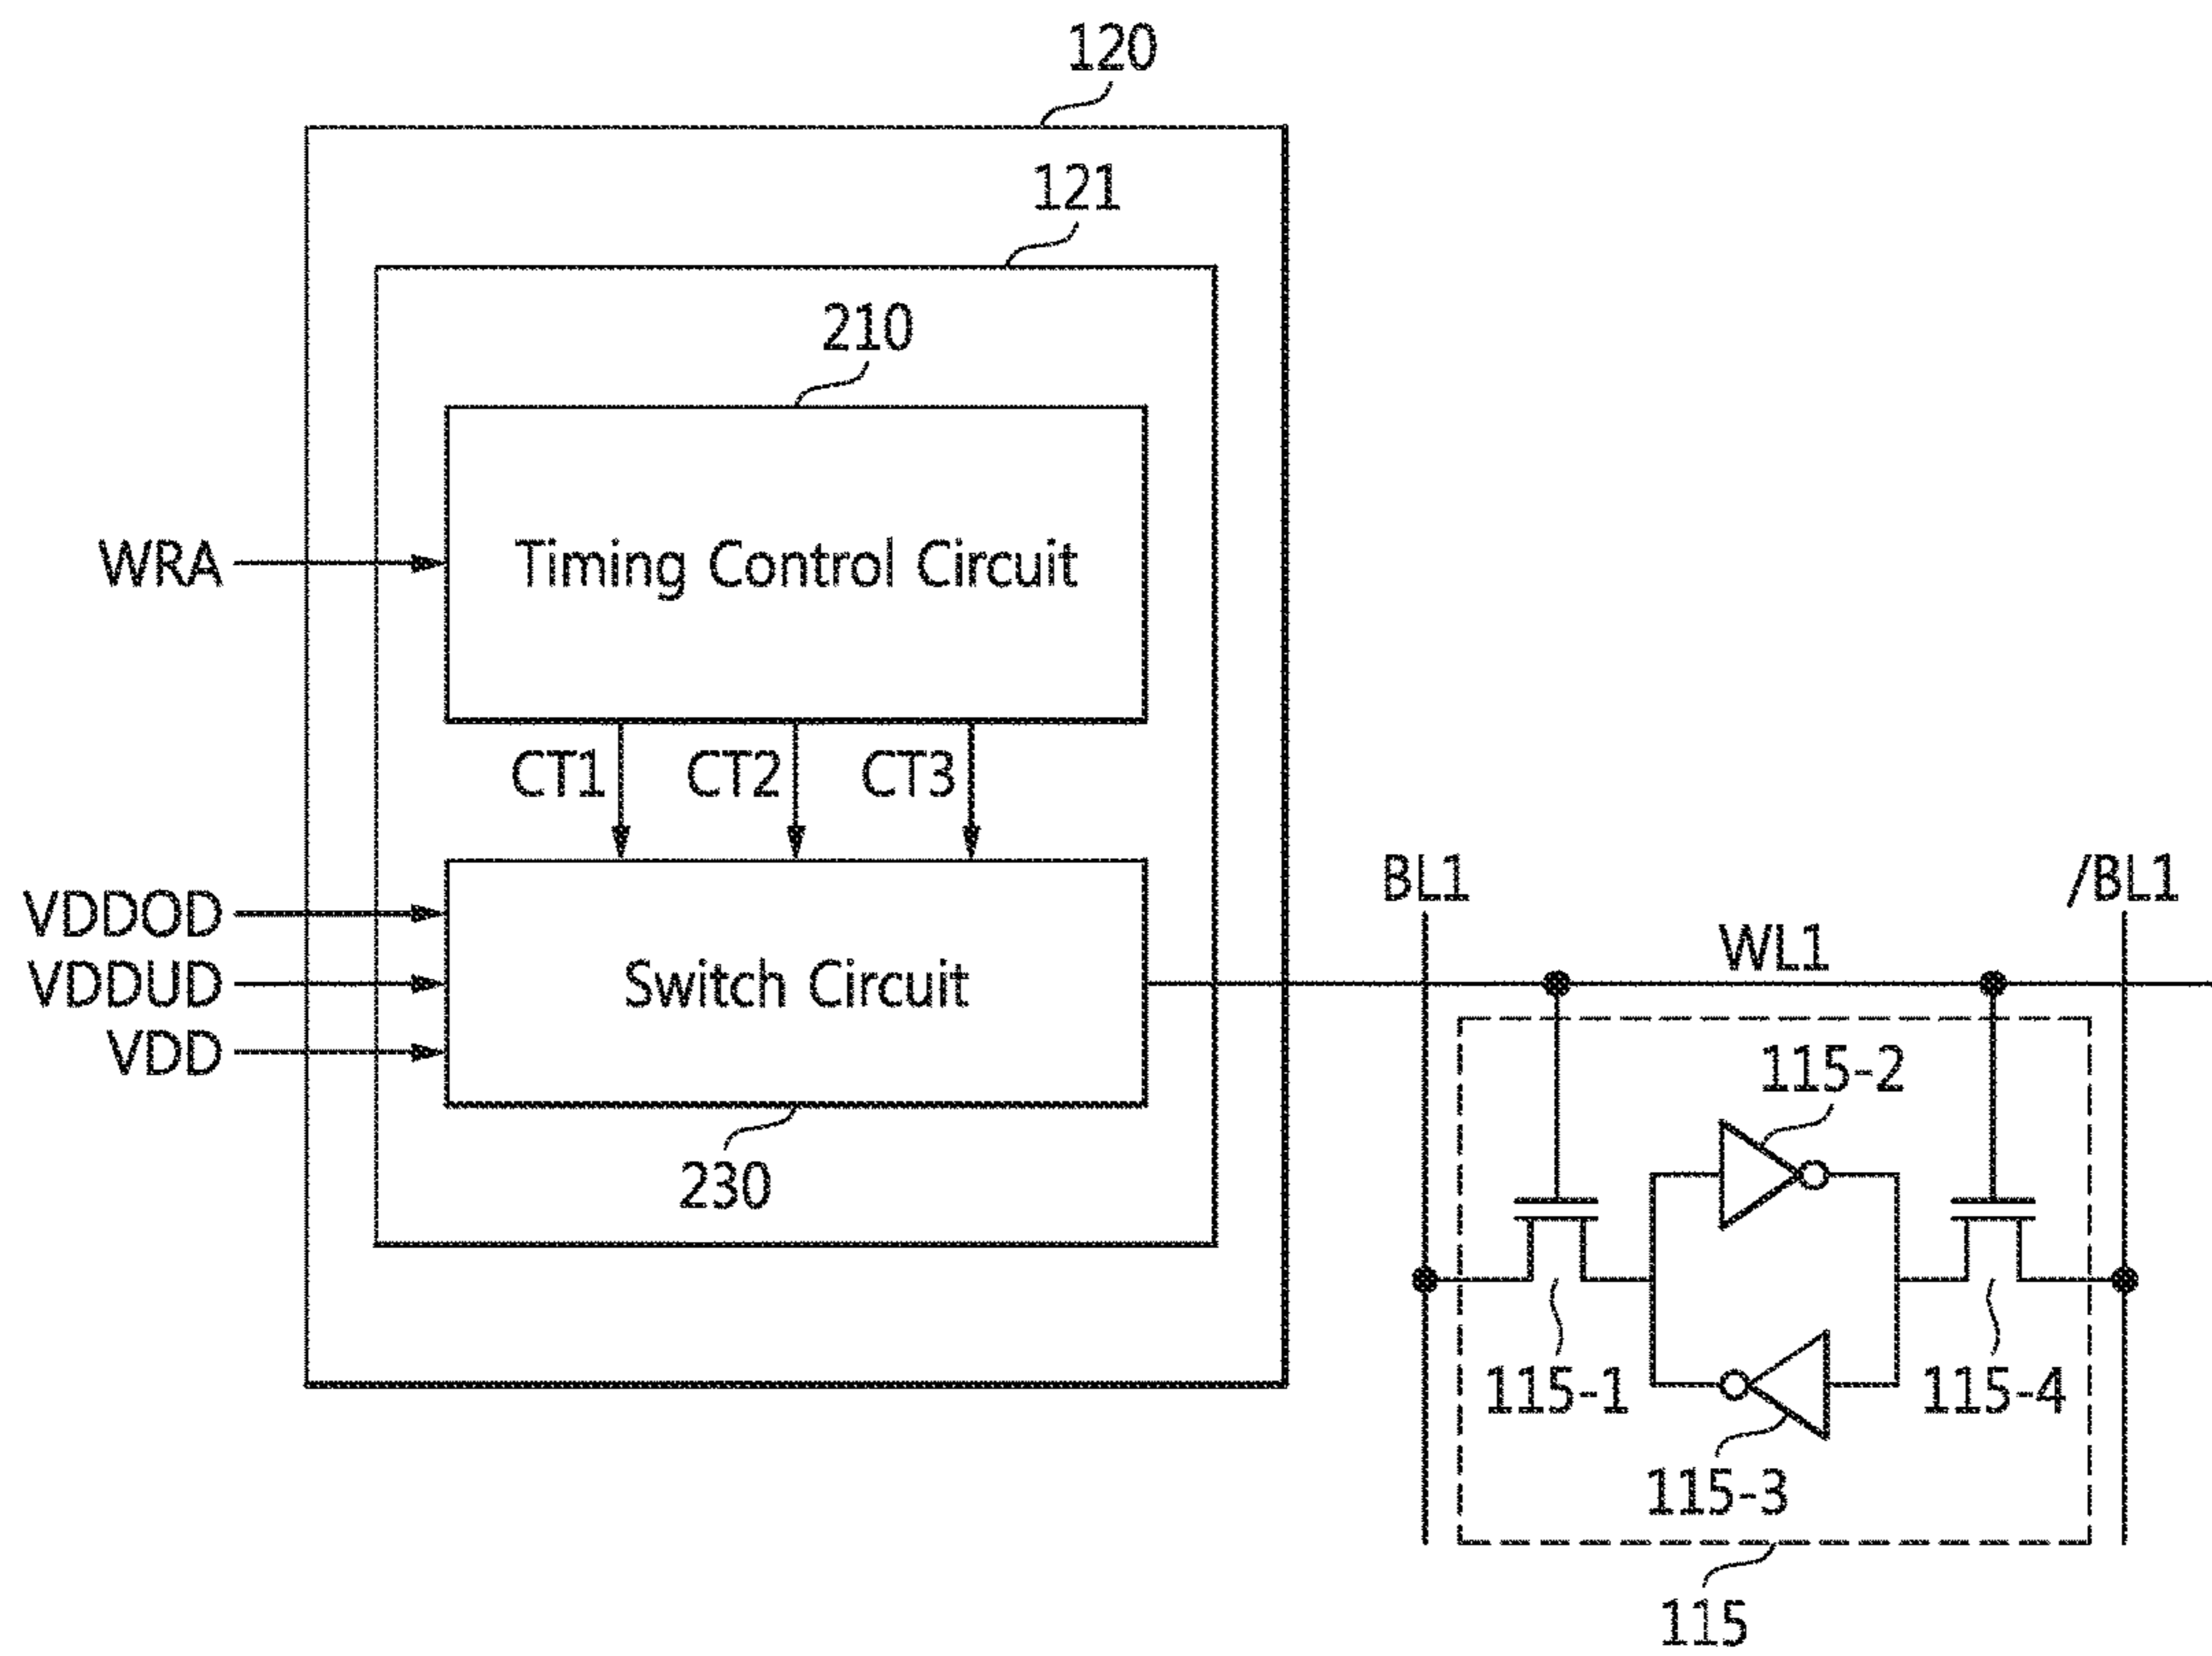 120
121
210
WRA
Timing Control Circuit
CT1 CT2 CT3
BL1 /BL1
VDDOD
WL1
VDDUD
Switch Circuit
VDD
115-2
230
115-1 115-4
115-3
115